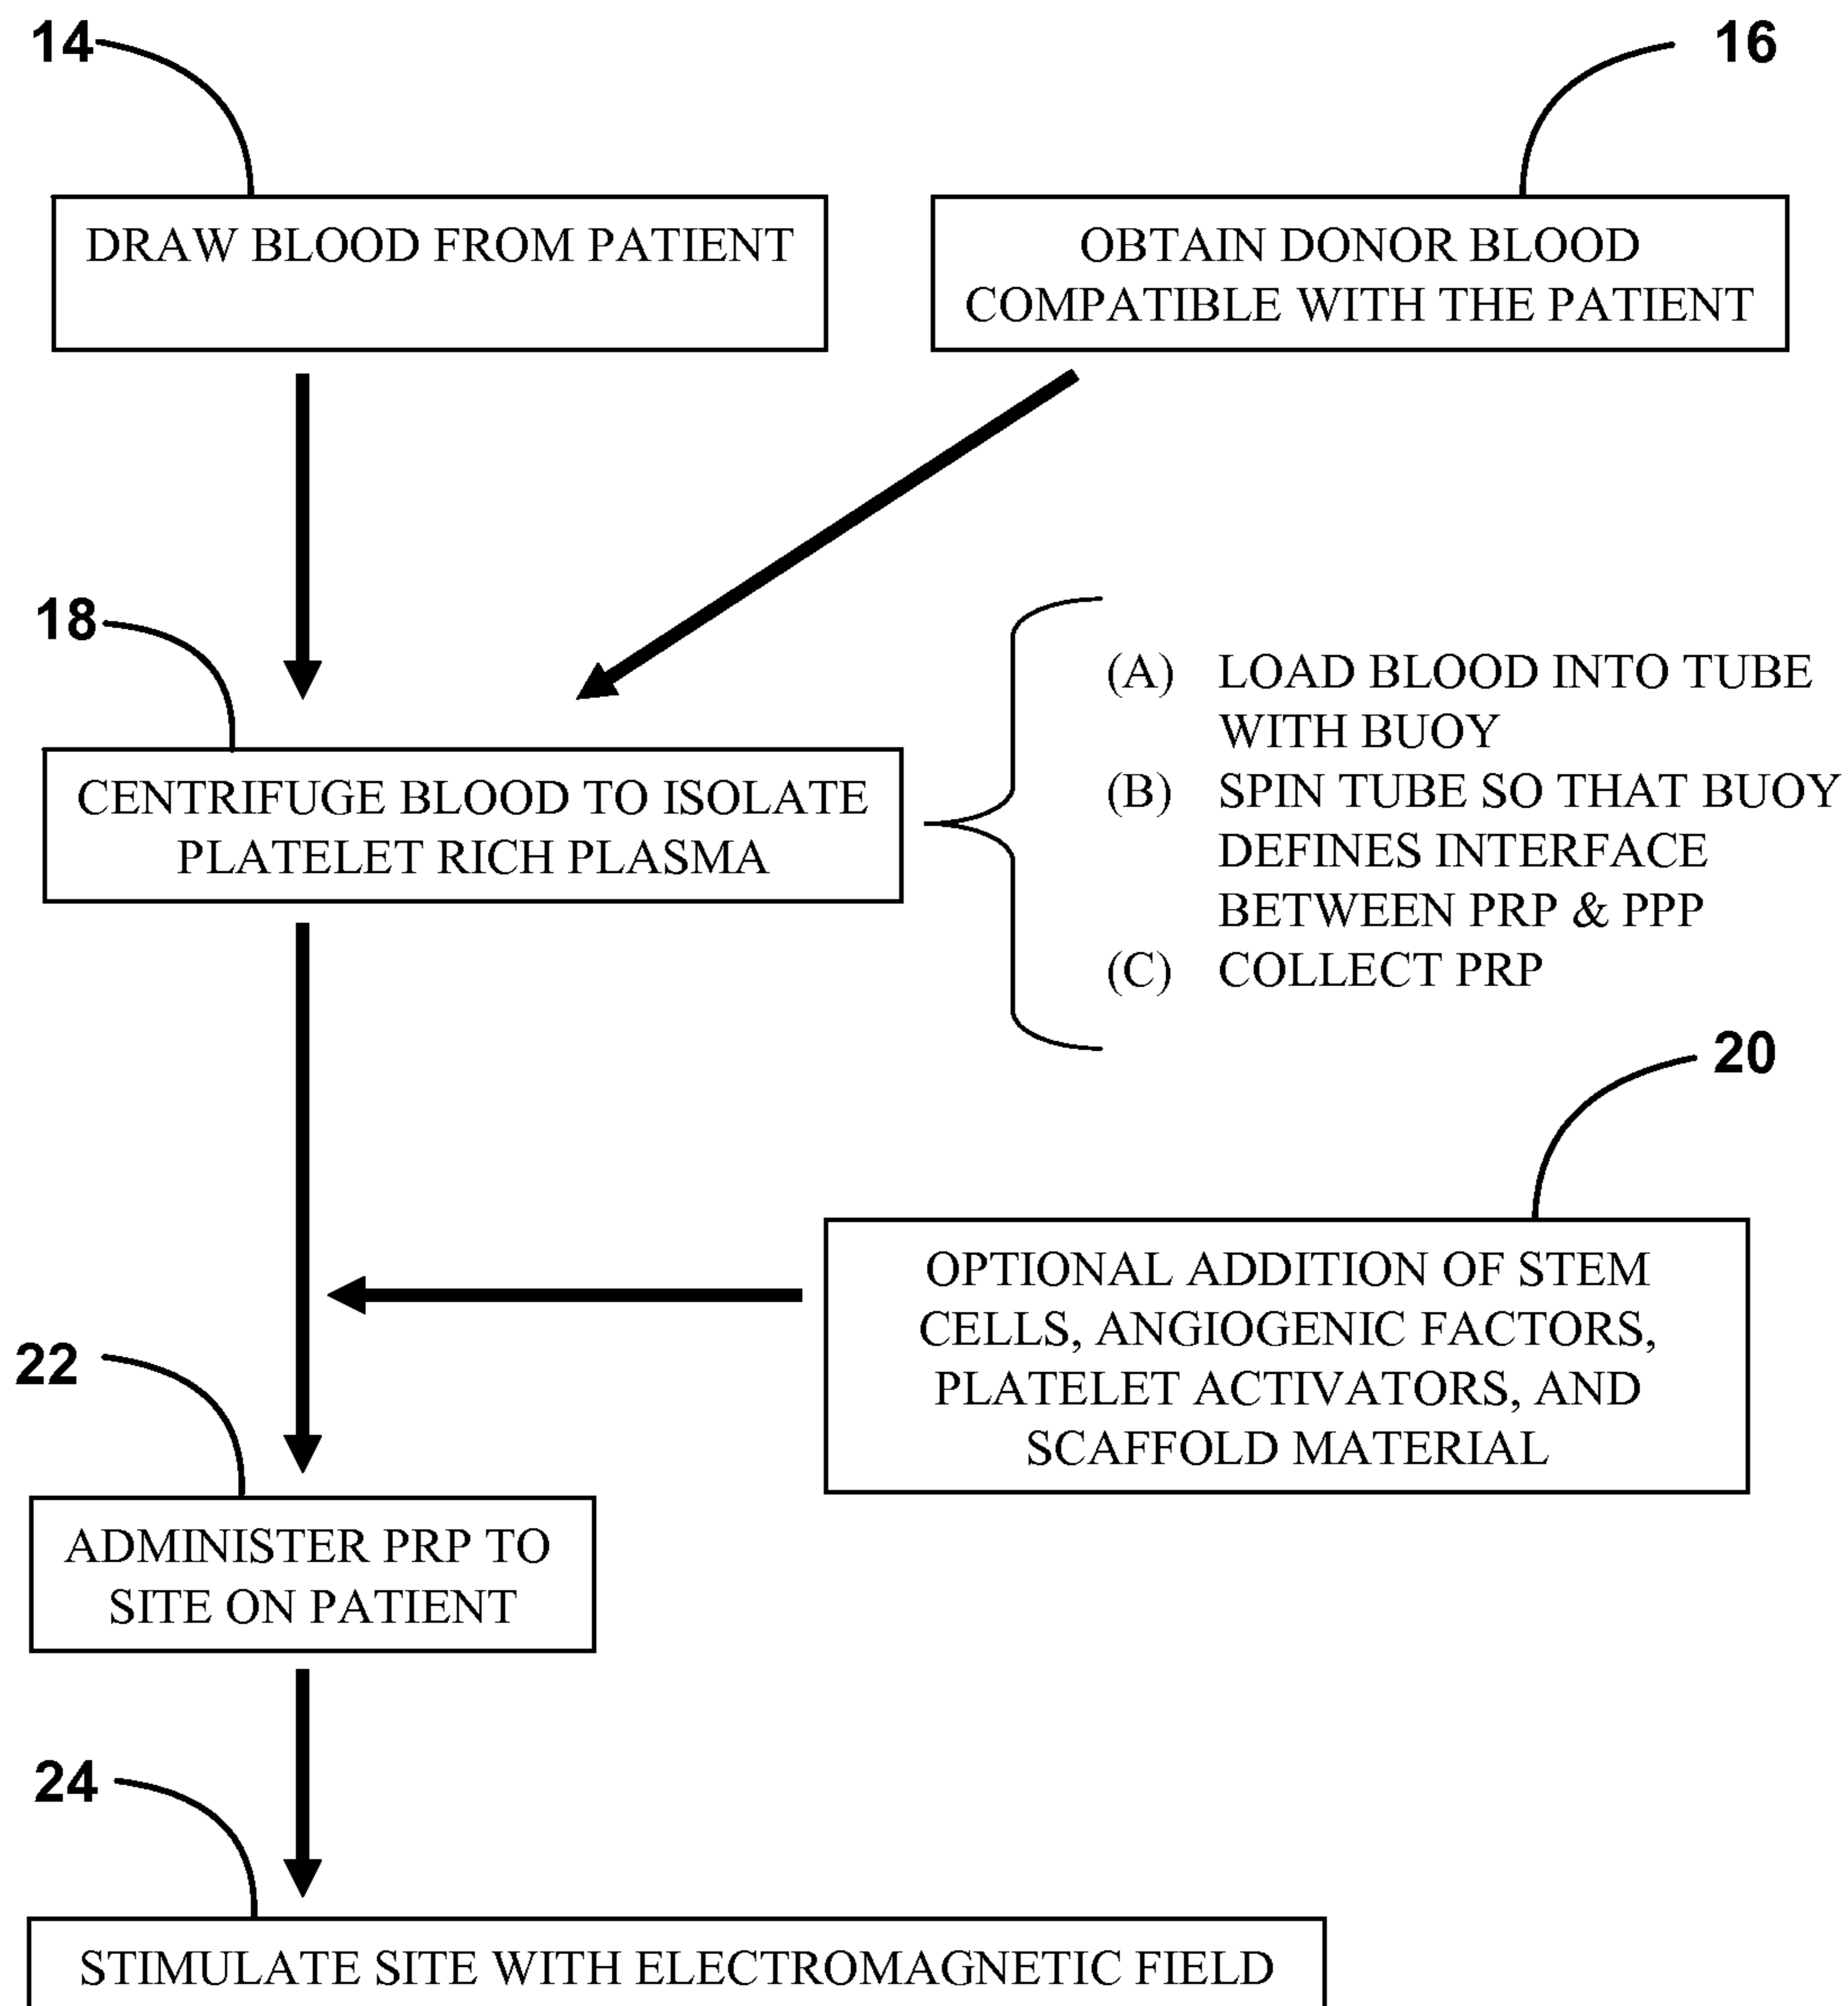 14
16
DRAW BLOOD FROM PATIENT
OBTAIN DONOR BLOOD
COMPATIBLE WITH THE PATIENT
18
CENTRIFUGE BLOOD TO ISOLATE
PLATELET RICH PLASMA
(A) LOAD BLOOD INTO TUBE
WITH BUOY
(B) SPIN TUBE SO THAT BUOY
DEFINES INTERFACE
BETWEEN PRP & PPP
(C) COLLECT PRP
20
OPTIONAL ADDITION OF STEM
CELLS, ANGIOGENIC FACTORS,
PLATELET ACTIVATORS, AND
SCAFFOLD MATERIAL
22
ADMINISTER PRP TO
SITE ON PATIENT
24
STIMULATE SITE WITH ELECTROMAGNETIC FIELD